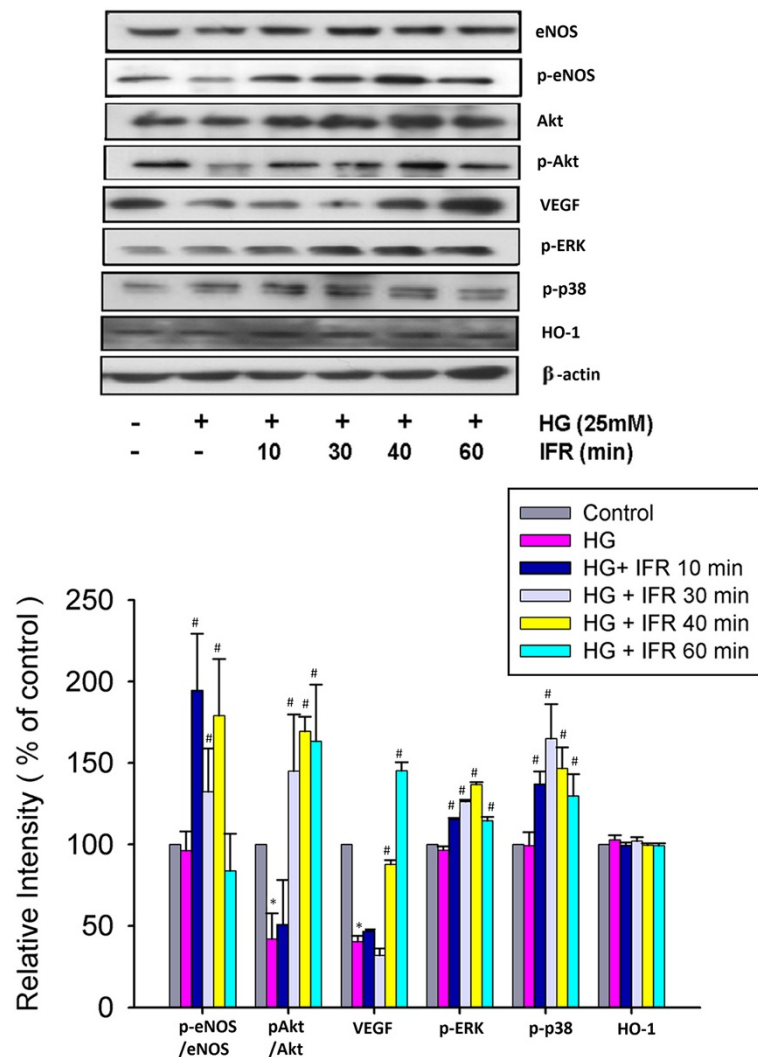 eNOS
p-eNOS
Akt
p-Akt
VEGF
p-ERK
p-p38
HO-1
β-actin
- + + + + + HG (25mM)
- - 10 30 40 60 IFR (min)
Control
HG
HG+ IFR 10 min
HG + IFR 30 min
HG + IFR 40 min
HG + IFR 60 min
Relative Intensity ( % of control )
250
200
150
100
50
0
# # # #
# # #
* * # #
# # # #
# # # #
p-eNOS pAkt VEGF p-ERK p-p38 HO-1
/eNOS /Akt